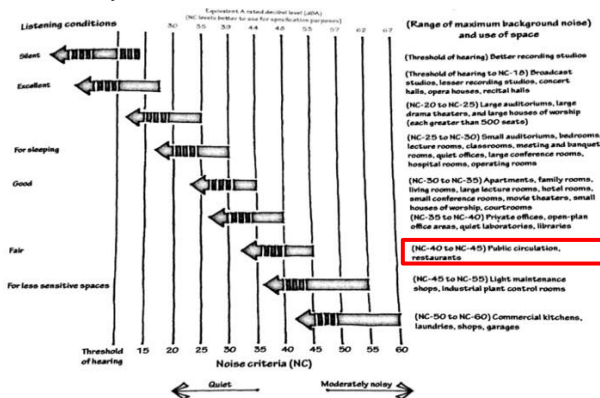 Equivalent A rated decibel level (dBA)
(NC levels better to use for specification purposes)
Listening conditions
30 35 38 42 47 52 57 62 67
(Range of maximum background noise)
and use of space
Silent
(Threshold of hearing) Better recording studios
Excellent
(Threshold of hearing to NC-18) Broadcast
studios, lesser recording studios, concert
halls, opera houses, recital halls
(NC-20 to NC-25) Large auditoriums, large
drama theaters, and large houses of worship
(each greater than 500 seats)
For sleeping
(NC-25 to NC-30) Small auditoriums, bedrooms
lecture rooms, classrooms, meeting and banquet
rooms, quiet offices, large conference rooms,
hospital rooms, operating rooms
Good
(NC-30 to NC-35) Apartments, family rooms,
living rooms, large lecture rooms, hotel rooms,
small conference rooms, movie theaters, small
houses of worship, courtrooms
(NC-35 to NC-40) Private offices, open-plan
office areas, quiet laboratories, libraries
Fair
(NC-40 to NC-45) Public circulation,
restaurants
For less sensitive spaces
(NC-45 to NC-55) Light maintenance
shops, industrial plant control rooms
(NC-50 to NC-60) Commercial kitchens,
laundries, shops, garages
Threshold
of hearing
15 20 25 30 35 40 45 50 55 60
Noise criteria (NC)
Quiet
Moderately noisy